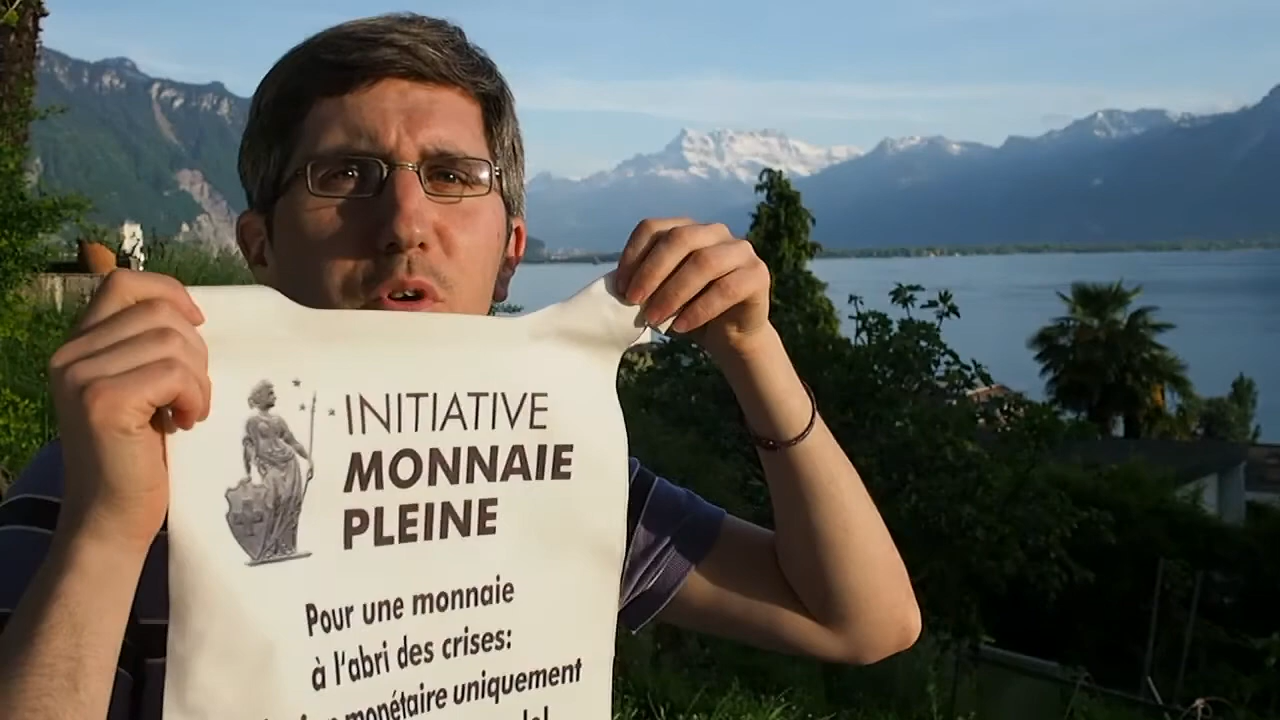 INITIATIVE
MONNAIE
PLEINE
Pour une monnaie
à l'abri des crises:
monétaire uniquement